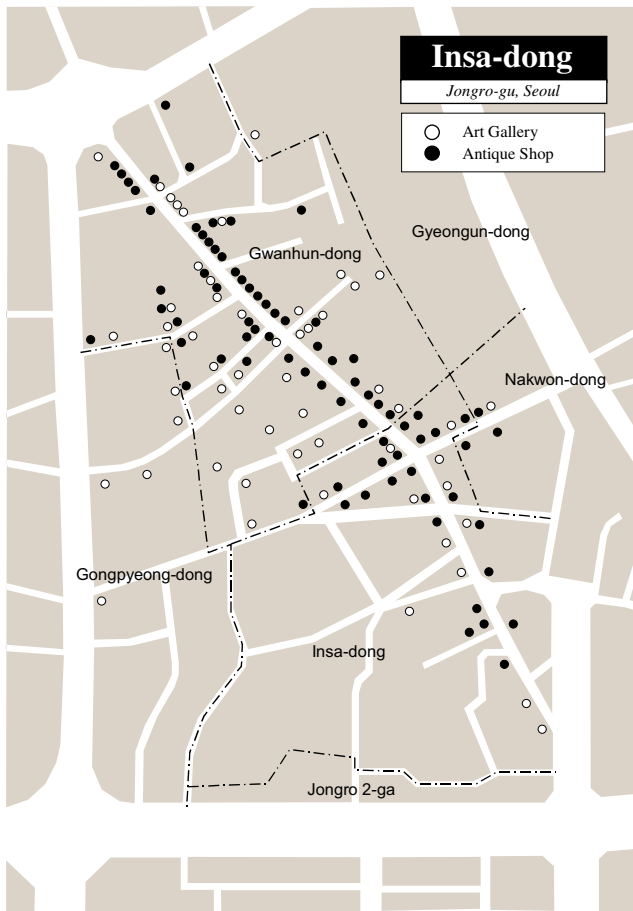 Insa-dong
Jongro-gu, Seoul
Art Gallery
Antique Shop
Gyeongun-dong
Gwanhun-dong
Nakwon-dong
Gongpyeong-dong
Insa-dong
Jongro 2-ga